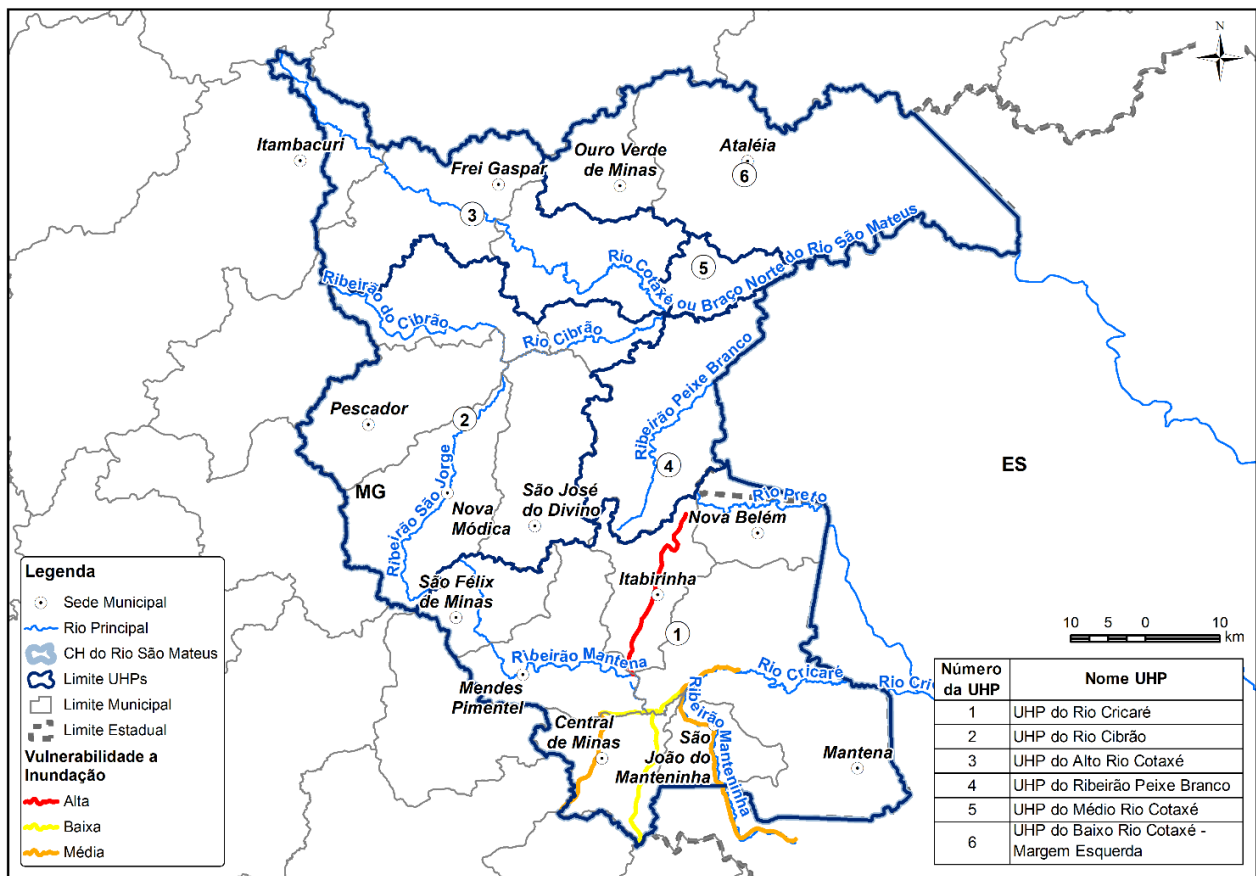 N
Itambacuri
Frei Gaspar
Ouro Verde
de Minas
Ataléia
6
3
5
Rio Cotaxé ou Braço Norte do Rio São Mateus
Ribeirão do Cibrão
Rio Cibrão
Ribeirão Peixe Branco
Pescador
2
4
MG
ES
Ribeirão São Jorge
Nova
Módica
São José
do Divino
Rio Preto
Nova Belém
São Félix
de Minas
Itabirinha
1
Ribeirão Mantena
Mendes
Pimentel
Rio Cricaré
Rio Cri
Ribeirão Manteninha
Central
de Minas
São
João do
Manteninha
Mantena
10 5 0 10
km
Legenda
Sede Municipal
Rio Principal
CH do Rio São Mateus
Limite UHPs
Limite Municipal
Limite Estadual
Vulnerabilidade a
Inundação
Alta
Baixa
Média
Número
da UHP
Nome UHP
1 UHP do Rio Cricaré
2 UHP do Rio Cibrão
3 UHP do Alto Rio Cotaxé
4 UHP do Ribeirão Peixe Branco
5 UHP do Médio Rio Cotaxé
6 UHP do Baixo Rio Cotaxé -
Margem Esquerda